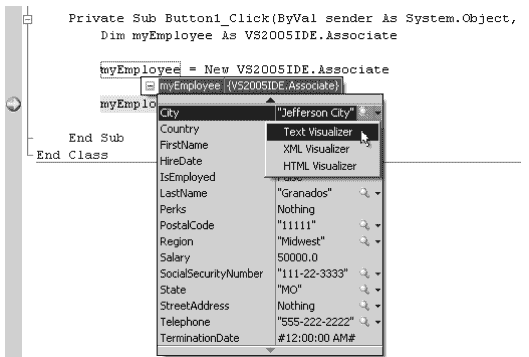 Private Sub Button1_Click(ByVal sender As System.Object,
Dim myEmployee As VS2005IDE.Associate
myEmployee = New VS2005IDE.Associate
myEmployee {VS2005IDE.Associate}
myEmplo
City "Jefferson City"
Country
Text Visualizer
FirstName
XML Visualizer
HireDate
HTML Visualizer
IsEmployed False
LastName "Granados"
Perks Nothing
PostalCode "11111"
Region "Midwest"
Salary 50000.0
SocialSecurityNumber "111-22-3333"
State "MO"
StreetAddress Nothing
Telephone "555-222-2222"
TerminationDate #12:00:00 AM#
End Sub
End Class